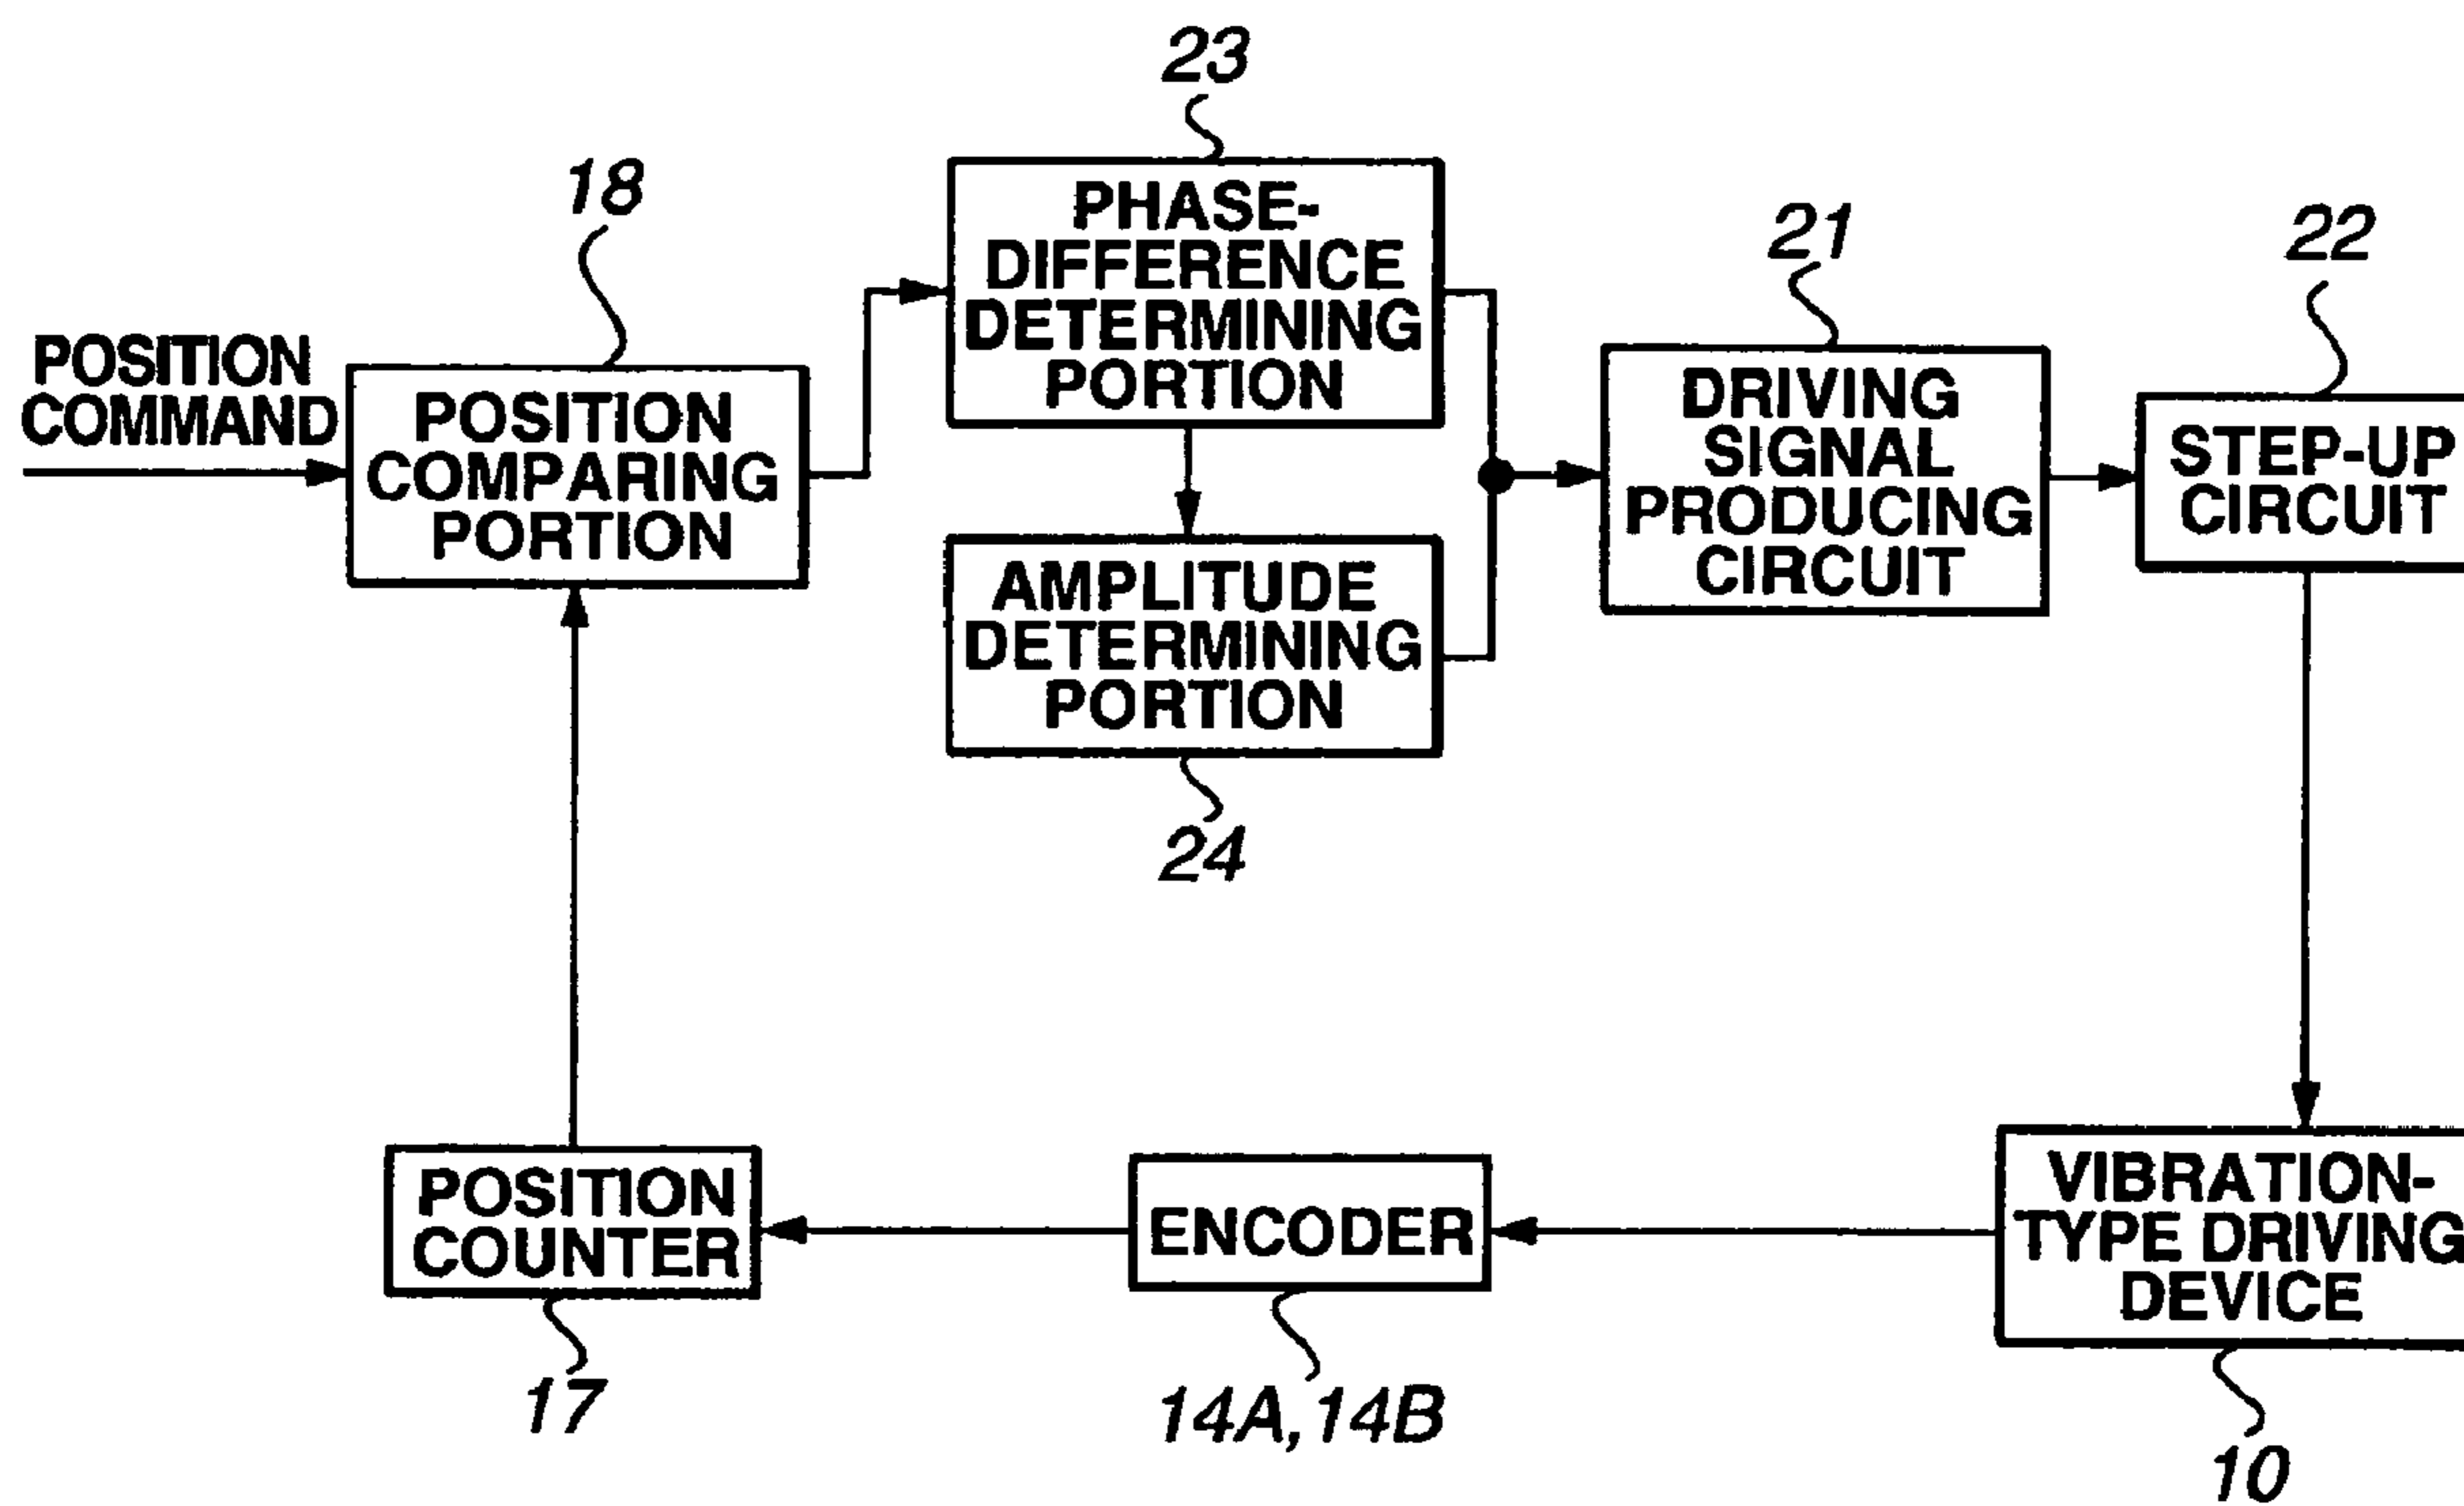 23
18
PHASE-
DIFFERENCE
DETERMINING
PORTION
21
22
POSITION
COMMAND
POSITION
COMPARING
PORTION
DRIVING
SIGNAL
PRODUCING
CIRCUIT
STEP-UP
CIRCUIT
AMPLITUDE
DETERMINING
PORTION
24
POSITION
COUNTER
ENCODER
VIBRATION-
TYPE DRIVING
DEVICE
17
14A, 14B
10